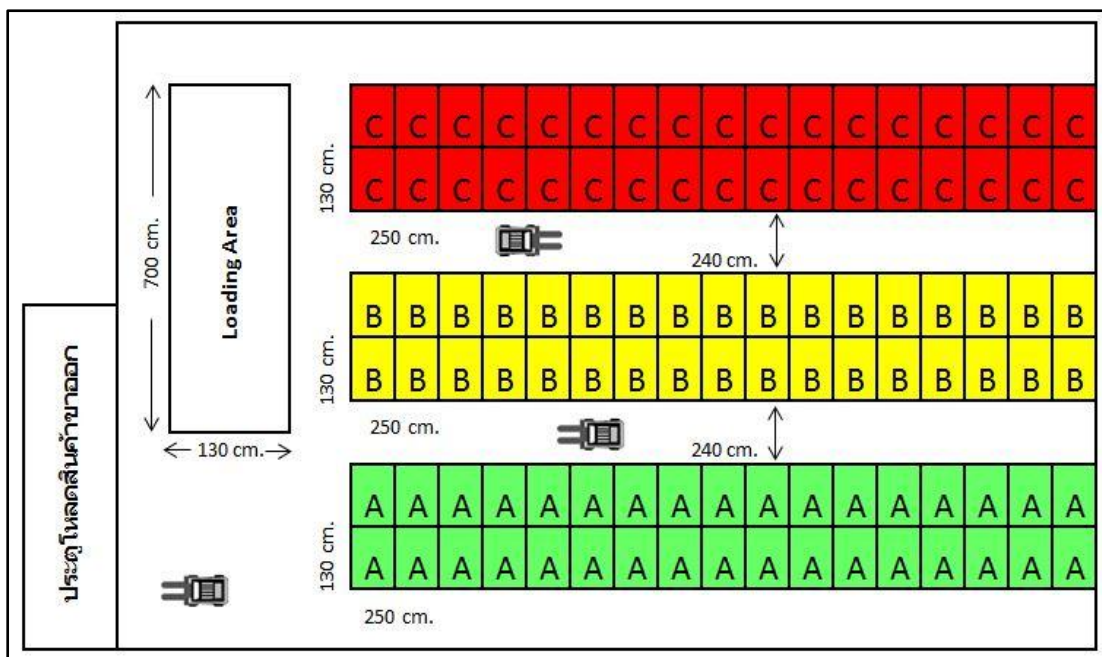 ประตูโหลดสินค้าขาออก
700 cm.
Loading Area
130 cm.
C C C C C C C C C C C C C C C C C
C C C C C C C C C C C C C C C C C
130 cm.
250 cm.
240 cm.
B B B B B B B B B B B B B B B B B
B B B B B B B B B B B B B B B B B
130 cm.
250 cm.
240 cm.
A A A A A A A A A A A A A A A A A
A A A A A A A A A A A A A A A A A
130 cm.
250 cm.